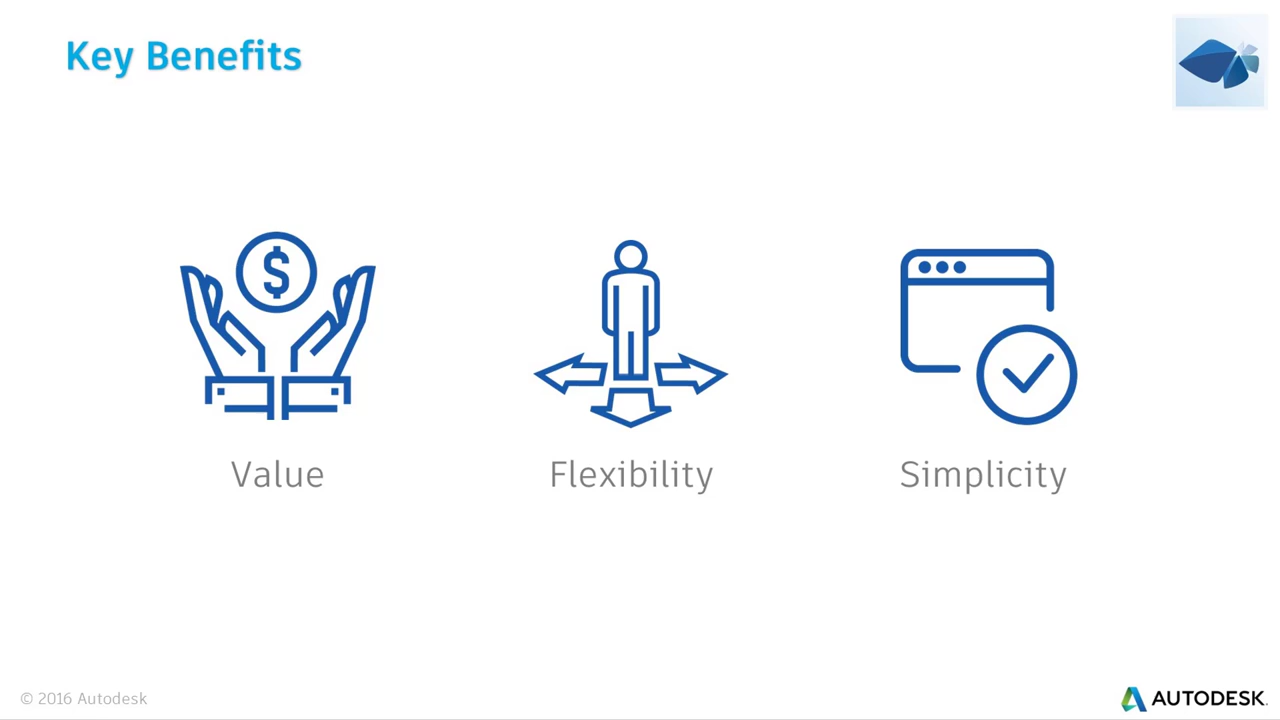 Key Benefits
$
Value
Flexibility
Simplicity
© 2016 Autodesk
AUTODESK.